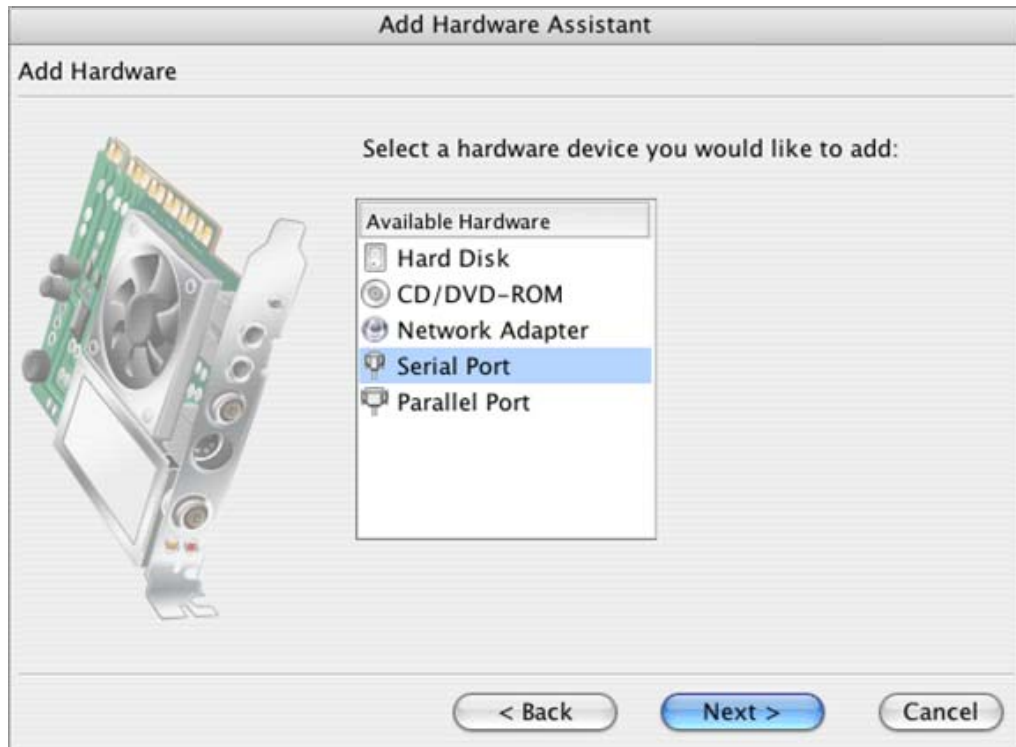 Add Hardware Assistant
Add Hardware
Select a hardware device you would like to add:
Available Hardware
Hard Disk
CD/DVD-ROM
Network Adapter
Serial Port
Parallel Port
< Back
Next >
Cancel